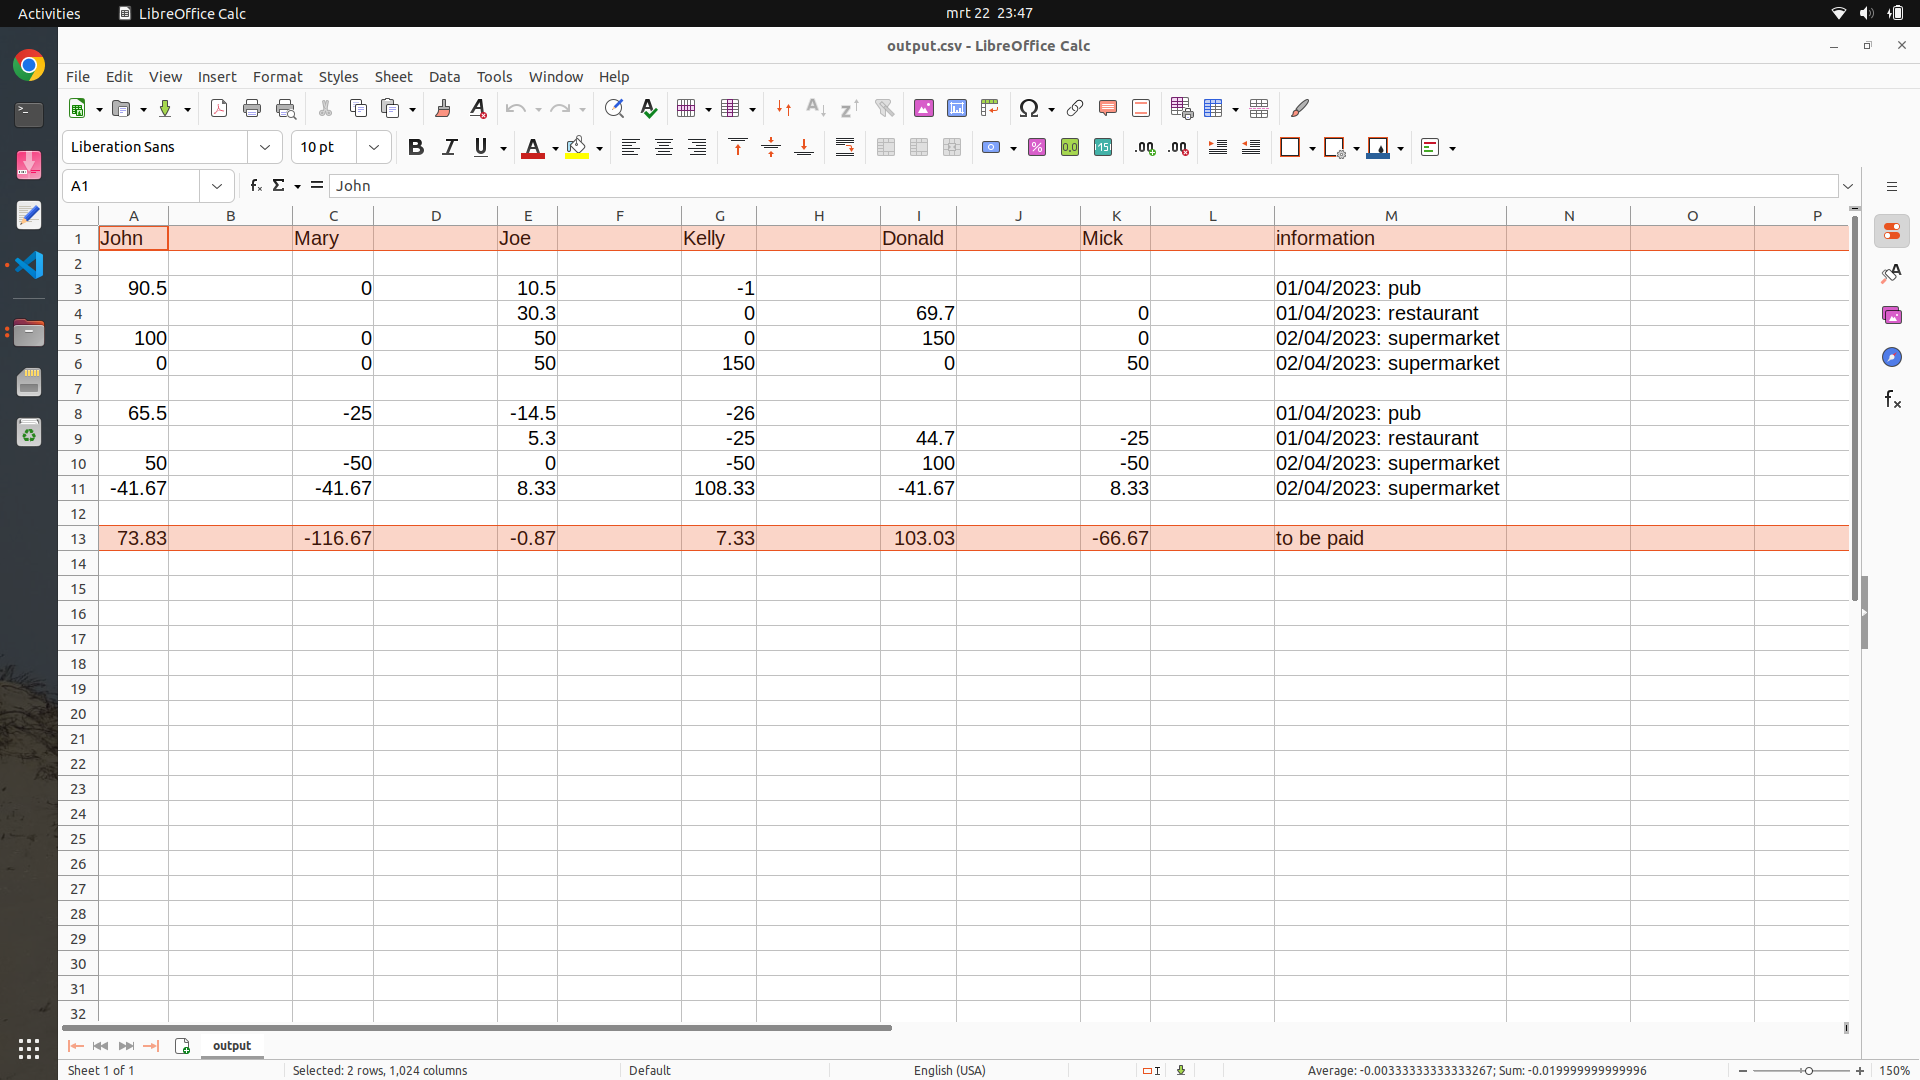 Activities LibreOffice Calc mrt 22 23:47
output.csv - LibreOffice Calc
File Edit View Insert Format Styles Sheet Data Tools Window Help
Liberation Sans 10 pt
A1 John
A B C D E F G H I J K L M N O P
1 John Mary Joe Kelly Donald Mick information
2
3 90.5 0 10.5 -1 01/04/2023: pub
4 30.3 0 69.7 0 01/04/2023: restaurant
5 100 0 50 0 150 0 02/04/2023: supermarket
6 0 0 50 150 0 50 02/04/2023: supermarket
7
8 65.5 -25 -14.5 -26 01/04/2023: pub
9 5.3 -25 44.7 -25 01/04/2023: restaurant
10 50 -50 0 -50 100 -50 02/04/2023: supermarket
11 -41.67 -41.67 8.33 108.33 -41.67 8.33 02/04/2023: supermarket
12
13 73.83 -116.67 -0.87 7.33 103.03 -66.67 to be paid
14
15
16
17
18
19
20
21
22
23
24
25
26
27
28
29
30
31
32
output
Sheet 1 of 1 Selected: 2 rows, 1,024 columns Default English (USA) Average: -0.00333333333333267; Sum: -0.019999999999996 150%